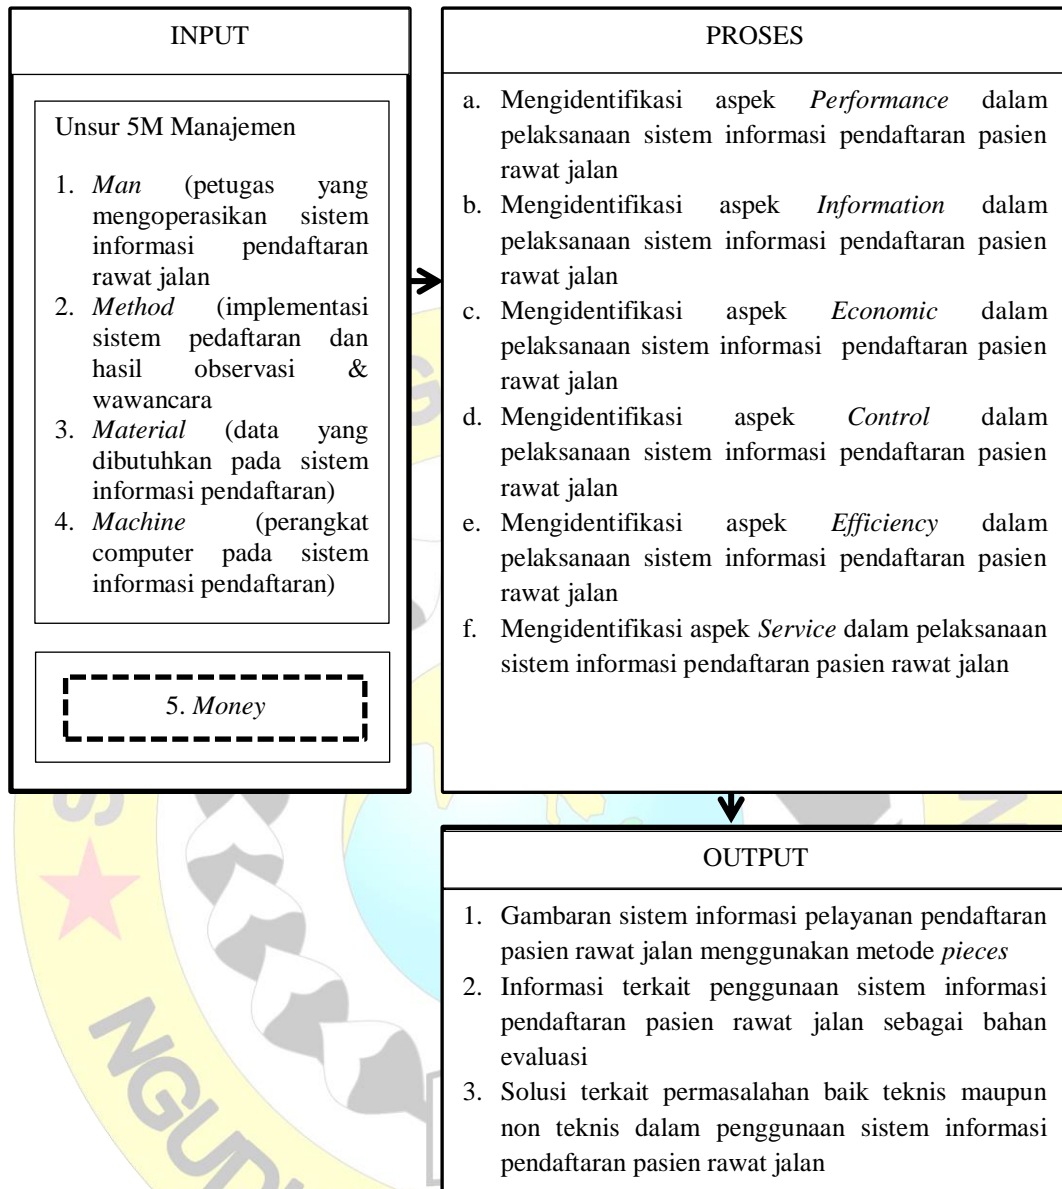 INPUT
Unsur 5M Manajemen
1. Man (petugas yang
mengoperasikan sistem
informasi pendaftaran
rawat jalan
2. Method (implementasi
sistem pedaftaran dan
hasil observasi &
wawancara
3. Material (data yang
dibutuhkan pada sistem
informasi pendaftaran)
4. Machine (perangkat
computer pada sistem
informasi pendaftaran)
5. Money
PROSES
a. Mengidentifikasi aspek Performance dalam
pelaksanaan sistem informasi pendaftaran pasien
rawat jalan
b. Mengidentifikasi aspek Information dalam
pelaksanaan sistem informasi pendaftaran pasien
rawat jalan
c. Mengidentifikasi aspek Economic dalam
pelaksanaan sistem informasi pendaftaran pasien
rawat jalan
d. Mengidentifikasi aspek Control dalam
pelaksanaan sistem informasi pendaftaran pasien
rawat jalan
e. Mengidentifikasi aspek Efficiency dalam
pelaksanaan sistem informasi pendaftaran pasien
rawat jalan
f. Mengidentifikasi aspek Service dalam pelaksanaan
sistem informasi pendaftaran pasien rawat jalan
OUTPUT
1. Gambaran sistem informasi pelayanan pendaftaran
pasien rawat jalan menggunakan metode pieces
2. Informasi terkait penggunaan sistem informasi
pendaftaran pasien rawat jalan sebagai bahan
evaluasi
3. Solusi terkait permasalahan baik teknis maupun
non teknis dalam penggunaan sistem informasi
pendaftaran pasien rawat jalan